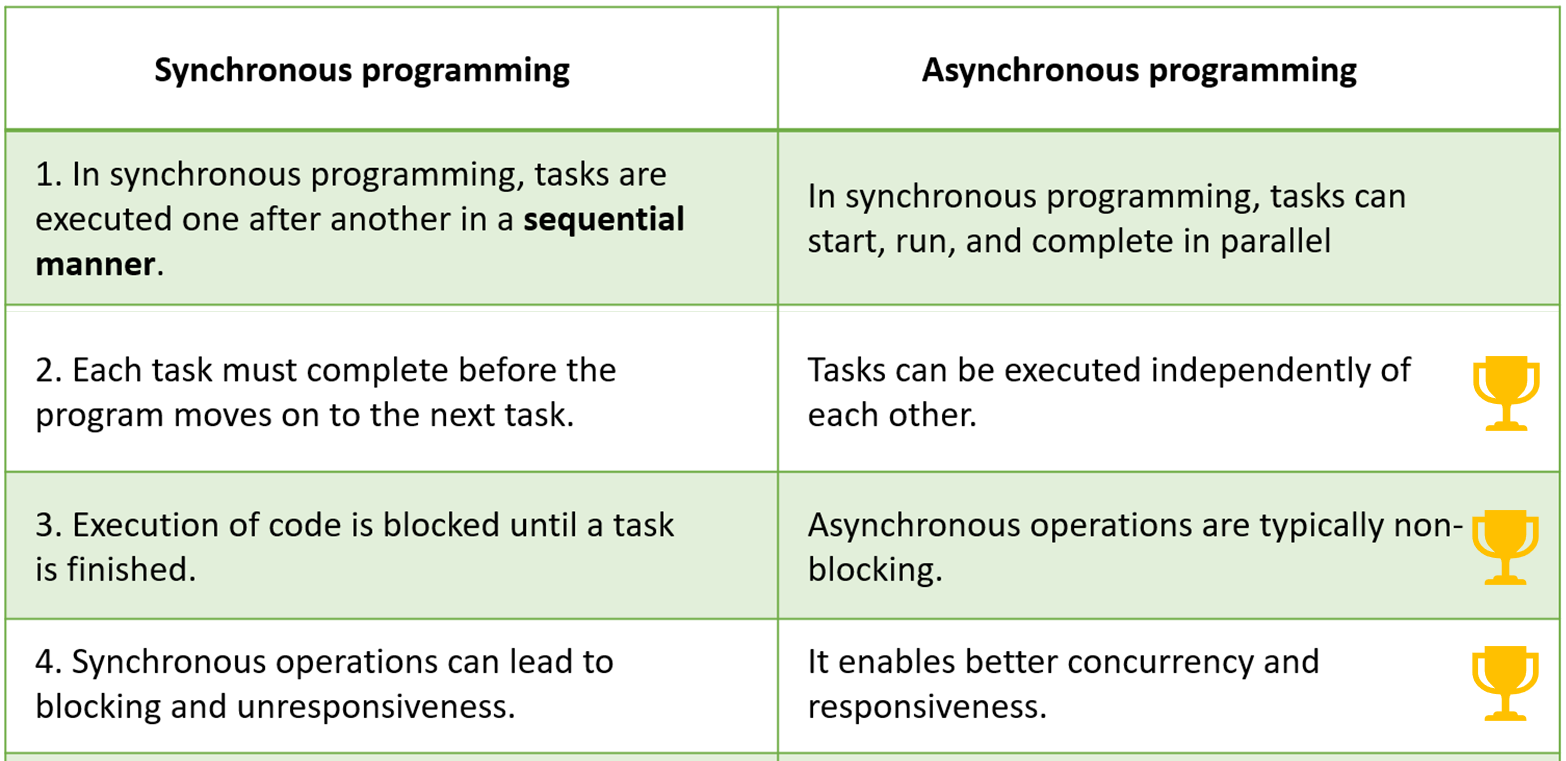 Synchronous programming
Asynchronous programming
1. In synchronous programming, tasks are
executed one after another in a sequential
manner.
In synchronous programming, tasks can
start, run, and complete in parallel
2. Each task must complete before the
program moves on to the next task.
Tasks can be executed independently of
each other.
3. Execution of code is blocked until a task
is finished.
Asynchronous operations are typically non-
blocking.
4. Synchronous operations can lead to
blocking and unresponsiveness.
It enables better concurrency and
responsiveness.